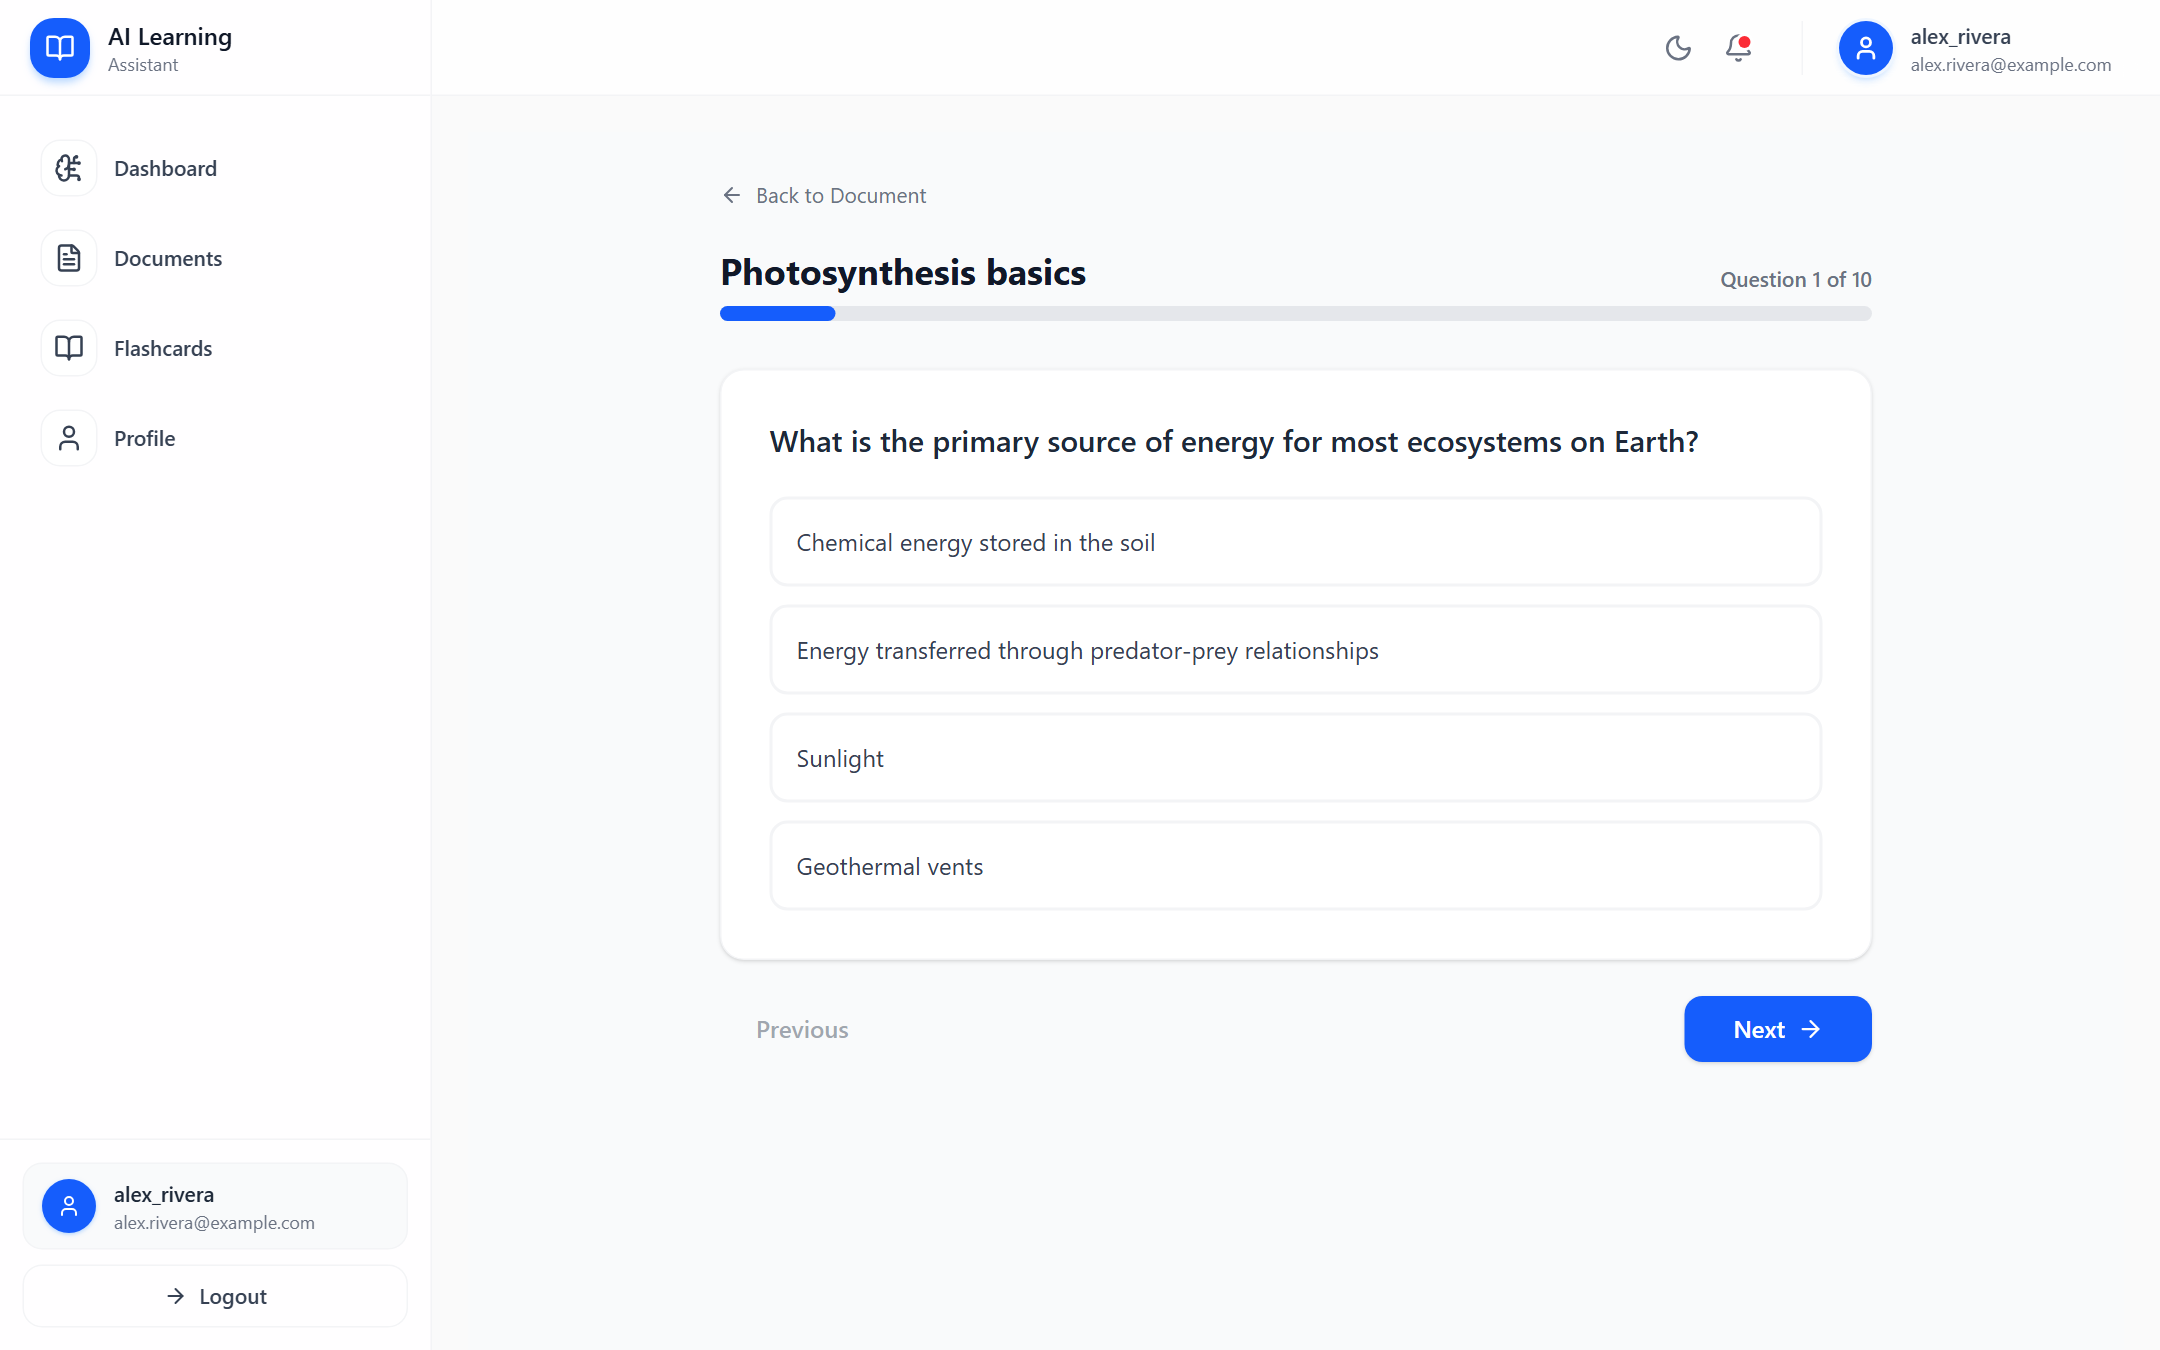 AI Learning
Assistant
alex_rivera
alex.rivera@example.com
Dashboard
Documents
Flashcards
Profile
Back to Document
Photosynthesis basics
Question 1 of 10
What is the primary source of energy for most ecosystems on Earth?
Chemical energy stored in the soil
Energy transferred through predator-prey relationships
Sunlight
Geothermal vents
Previous
Next
alex_rivera
alex.rivera@example.com
Logout